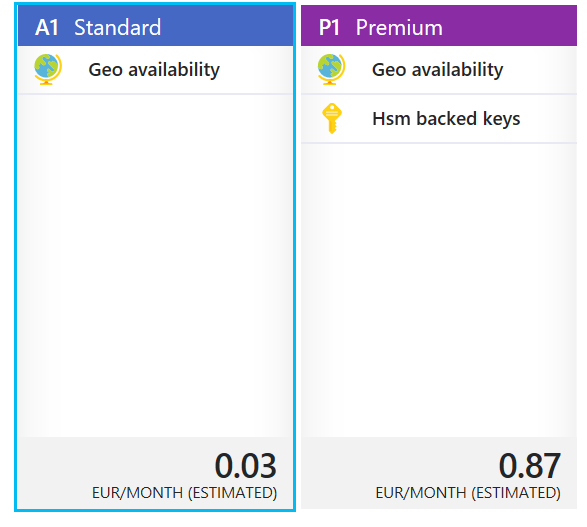 A1 Standard
Geo availability
0.03
EUR/MONTH (ESTIMATED)
P1 Premium
Geo availability
Hsm backed keys
0.87
EUR/MONTH (ESTIMATED)